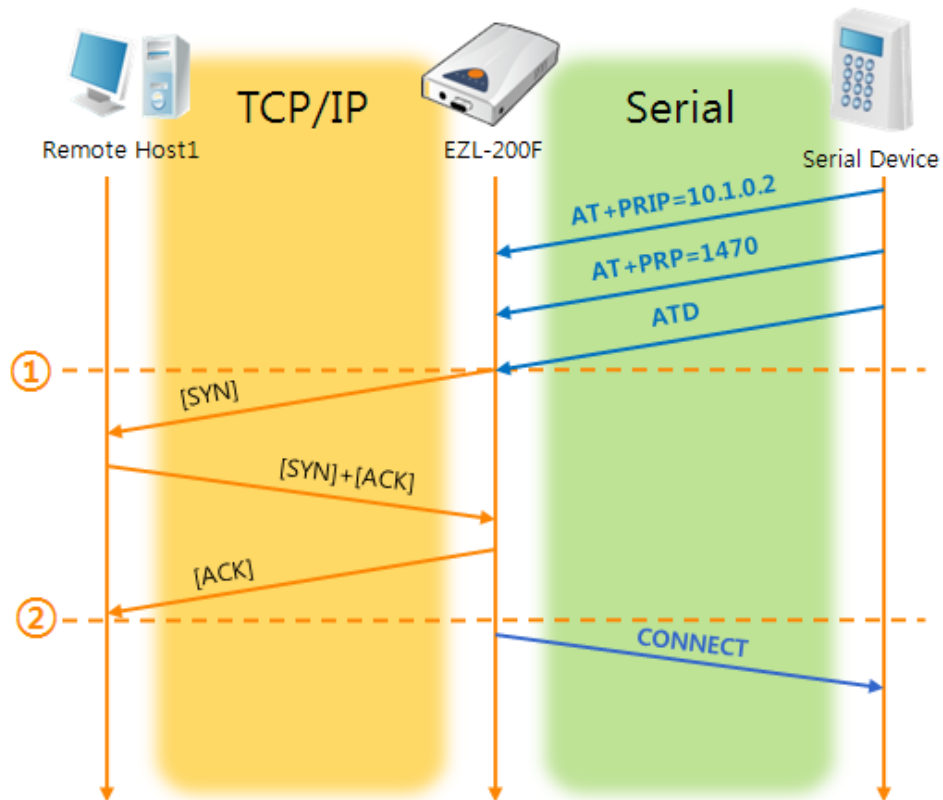 TCP/IP
Serial
Remote Host1
EZL-200F
Serial Device
AT+PRIP=10.1.0.2
AT+PRP=1470
ATD
①
[SYN]
[SYN]+[ACK]
[ACK]
②
CONNECT